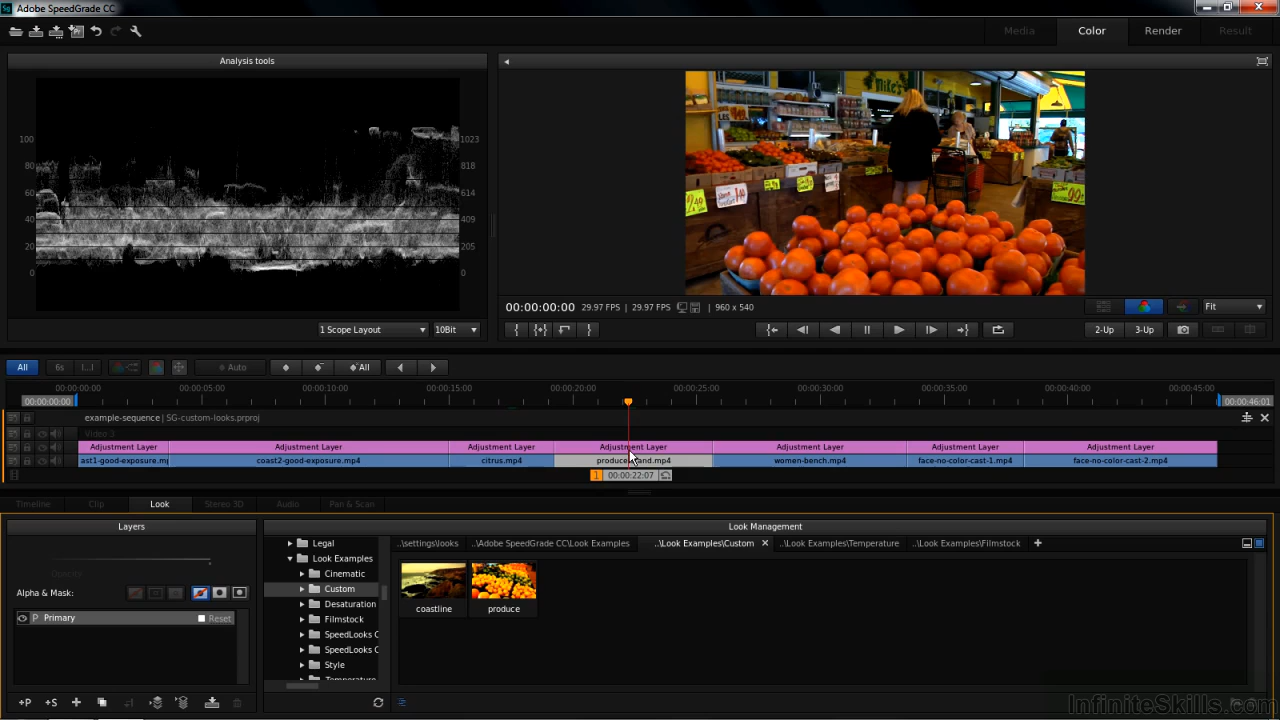 Sg Adobe SpeedGrade CC
Media Color Render Result
Analysis tools
100 1023
80 818
60 614
40 409
20 205
0 0
1 Scope Layout 10Bit
Mike's
00:00:00:00 29.97 FPS | 29.97 FPS | 960 x 540 Fit
2-Up 3-Up
All 6s I...I Auto All
00:00:00:00 00:00:05:00 00:00:10:00 00:00:15:00 00:00:20:00 00:00:25:00 00:00:30:00 00:00:35:00 00:00:40:00 00:00:45:00
00:00:00:00 00:00:46:01
example-sequence | SG-custom-looks.prproj
Video 3
Adjustment Layer Adjustment Layer Adjustment Layer Adjustment Layer Adjustment Layer Adjustment Layer Adjustment Layer
ast1-good-exposure.m coast2-good-exposure.mp4 citrus.mp4 produce and.mp4 women-bench.mp4 face-no-color-cast-1.mp4 face-no-color-cast-2.mp4
1 00:00:22:07
Timeline Clip Look Stereo 3D Audio Pan & Scan
Layers
Opacity
Alpha & Mask:
P Primary Reset
+P +S
Look Management
Legal
Look Examples
Cinematic
Custom
Desaturation
Filmstock
SpeedLooks C
SpeedLooks C
Style
Temperature
..\settings\looks ..\Adobe SpeedGrade CC\Look Examples ..\Look Examples\Custom ..\Look Examples\Temperature ..\Look Examples\Filmstock
coastline produce
InfiniteSkills.com